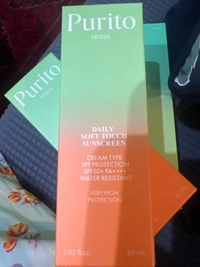 Purito
SEOUL
DAILY
SOFT TOUCH
SUNSCREEN
CREAM TYPE
SPF PROTECTION
SPF50+ PA++++
WATER RESISTANT
VERY HIGH
PROTECTION
2.02 fl.oz.
60 mL
Purito
SEOUL